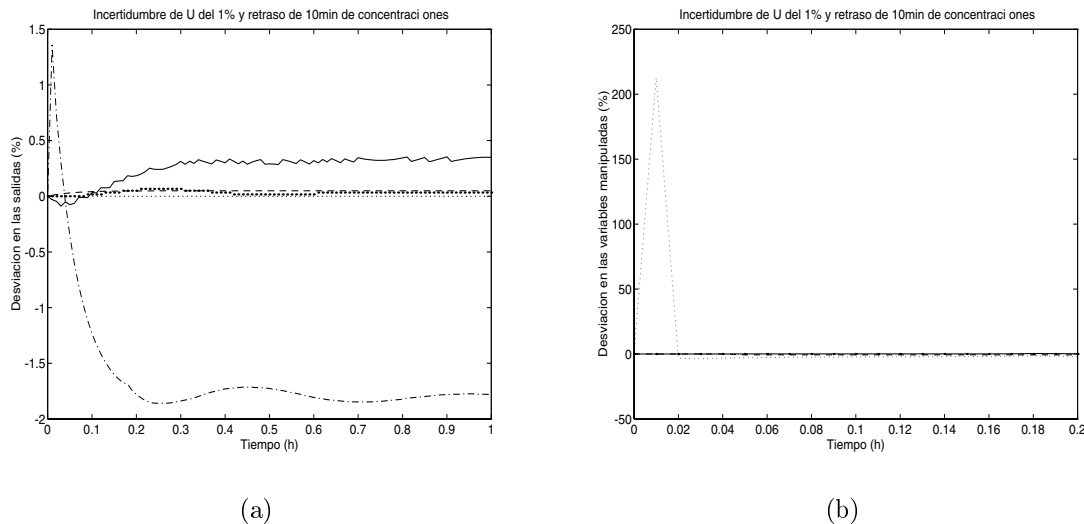 Incertidumbre de U del 1% y retraso de 10min de concentraci ones
Desviacion en las salidas (%)
1.5
1
0.5
0
-0.5
-1
-1.5
-2
0 0.1 0.2 0.3 0.4 0.5 0.6 0.7 0.8 0.9 1
Tiempo (h)
(a)
Incertidumbre de U del 1% y retraso de 10min de concentraci ones
Desviacion en las variables manipuladas (%)
250
200
150
100
50
0
-50
0 0.02 0.04 0.06 0.08 0.1 0.12 0.14 0.16 0.18 0.2
Tiempo (h)
(b)